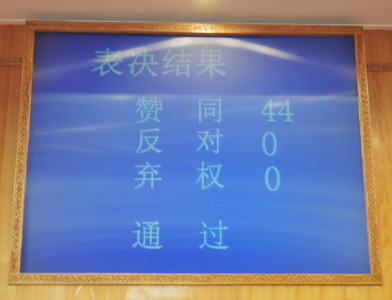 表决结果
赞 同 44
反 对 0
弃 权 0
通 过